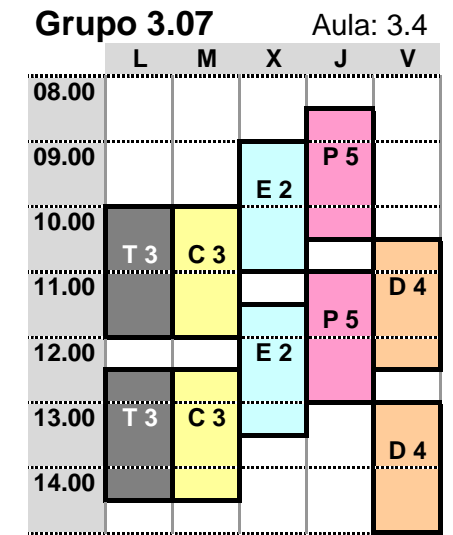 Grupo 3.07 Aula: 3.4
L M X J V
08.00
09.00 P 5
E 2
10.00
T 3 C 3
11.00 D 4
P 5
12.00 E 2
13.00 T 3 C 3
D 4
14.00